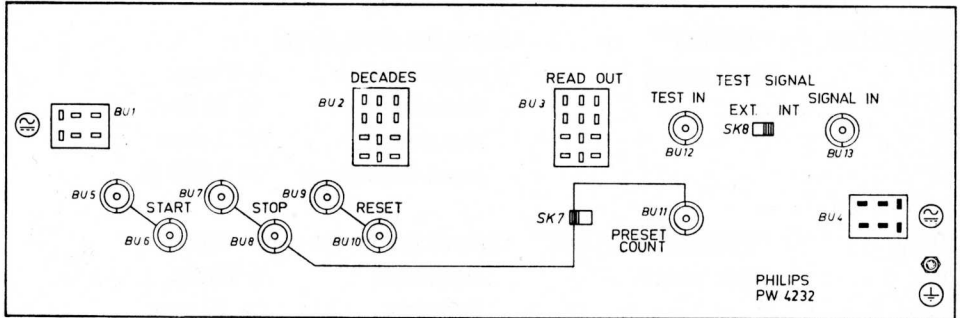 DECADES
READ OUT
TEST SIGNAL
BU1
BU2
BU3
TEST IN
EXT. INT
SIGNAL IN
SK8
BU12
BU13
BU5
START
BU6
BU7
STOP
BU8
BU9
RESET
BU10
SK7
BU11
PRESET
COUNT
BU4
PHILIPS
PW 4232